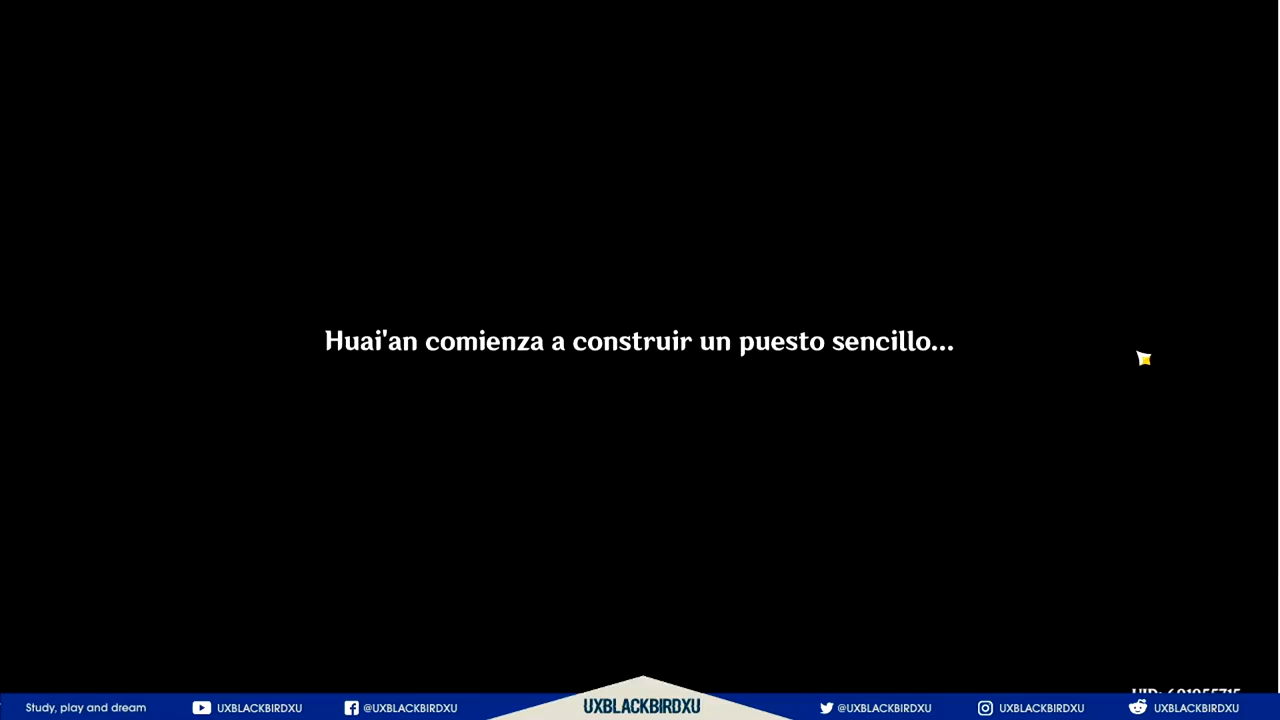 Huai'an comienza a construir un puesto sencillo...
Study, play and dream
UXBLACKBIRDXU
@UXBLACKBIRDXU
UXBLACKBIRDXU
@UXBLACKBIRDXU
UXBLACKBIRDXU
UXBLACKBIRDXU